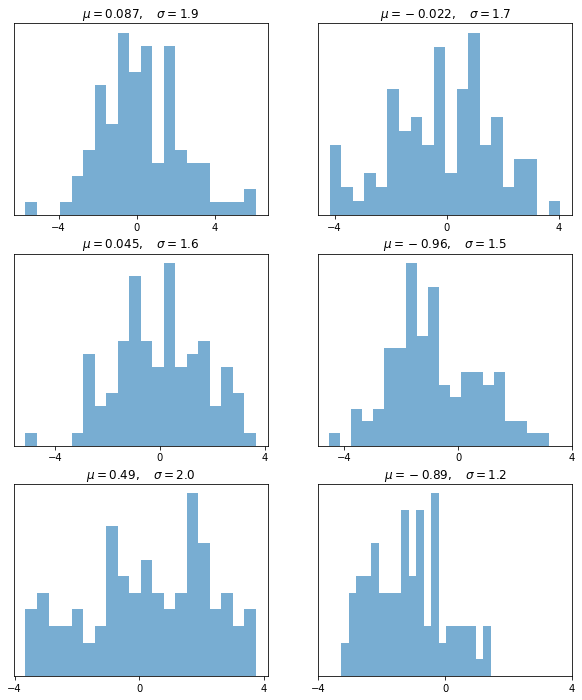 μ = 0.087, σ = 1.9
μ = −0.022, σ = 1.7
−4 0 4
−4 0 4
μ = 0.045, σ = 1.6
μ = −0.96, σ = 1.5
−4 0 4
−4 0 4
μ = 0.49, σ = 2.0
μ = −0.89, σ = 1.2
−4 0 4
−4 0 4